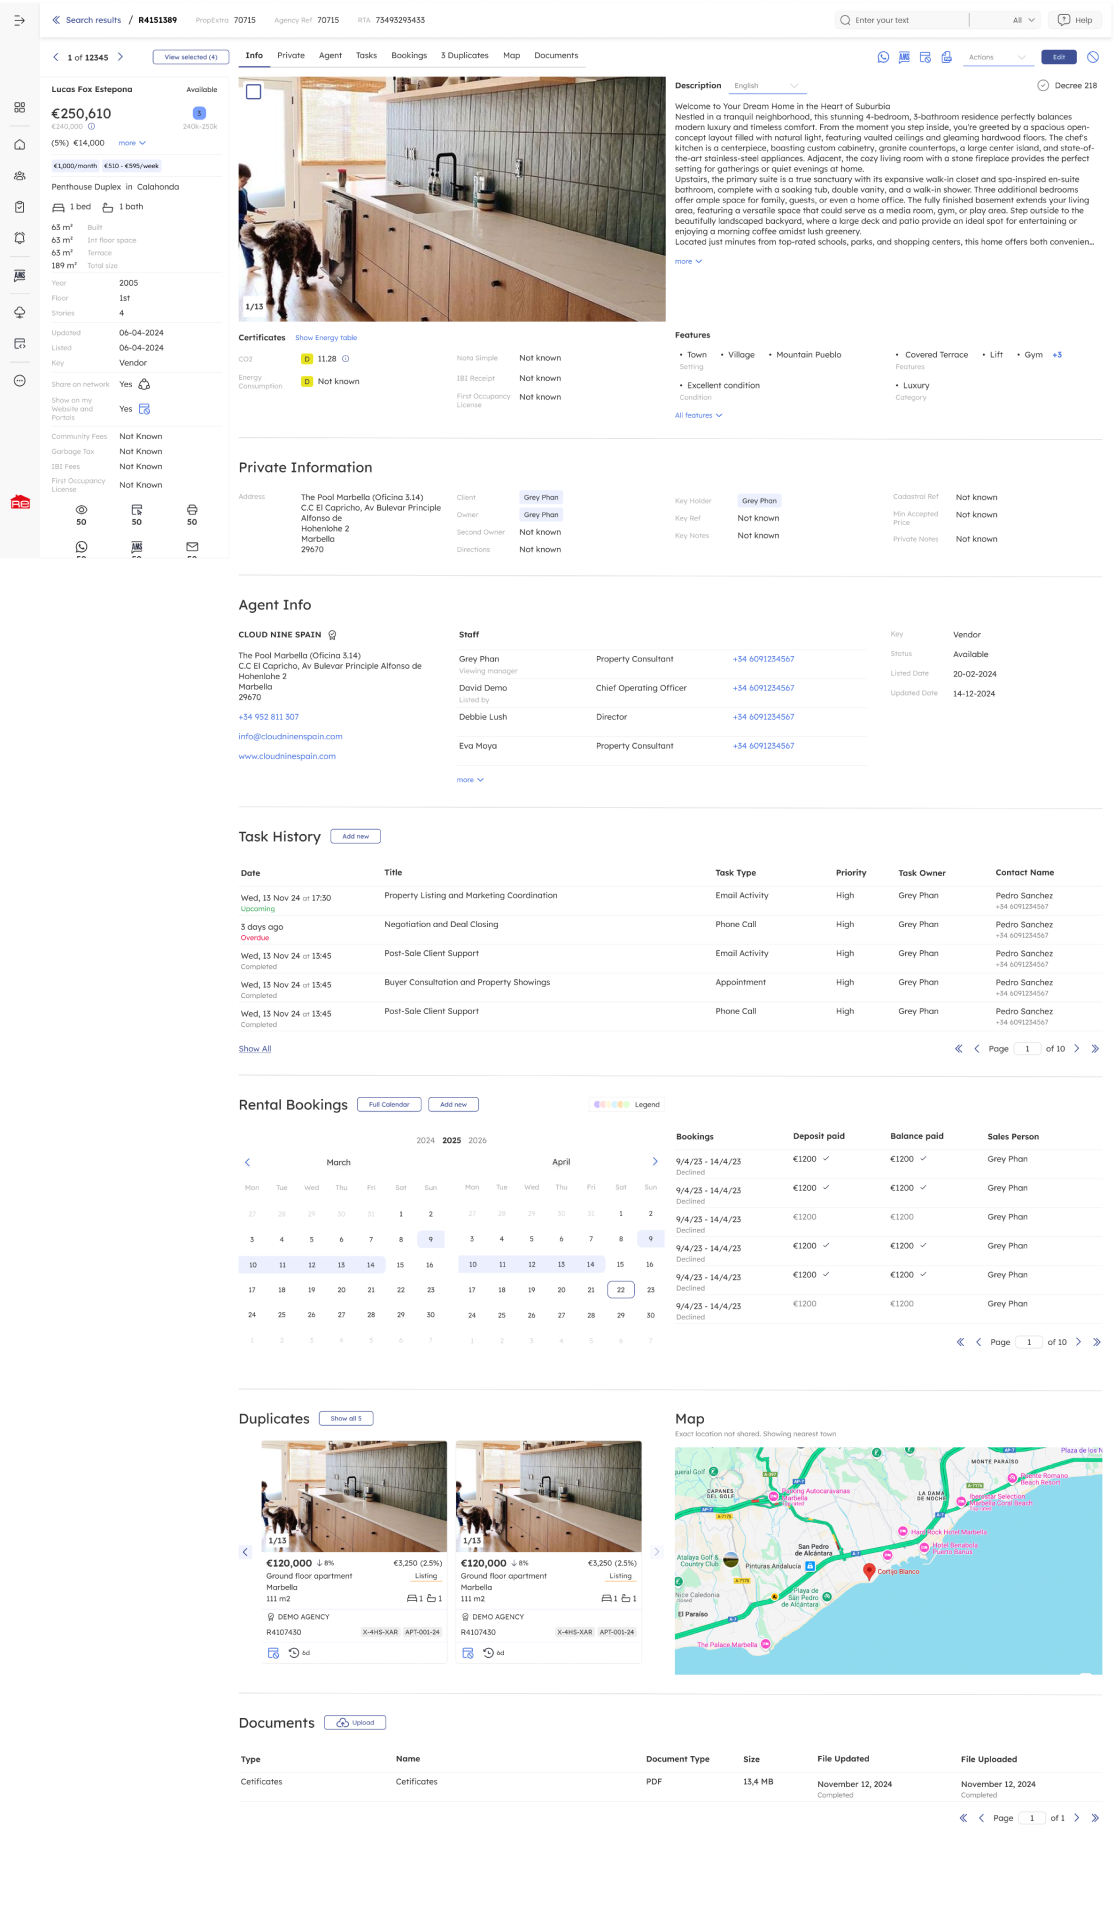 Search results / R4151389 PropExtra 70715 Agency Ref 70715 RTA 73493293433
Enter your text All Help
1 of 12345 View selected (4)
Info Private Agent Tasks Bookings 3 Duplicates Map Documents
AMS Actions Edit
Lucas Fox Estepona Available
€250,610 3
€240,000 240k-250k
(5%) €14,000 more
€1,000/month €510 - €595/week
Penthouse Duplex in Calahonda
1 bed 1 bath
63 m² Built
63 m² Int floor space
63 m² Terrace
189 m² Total size
Year 2005
Floor 1st
Stories 4
Updated 06-04-2024
Listed 06-04-2024
Key Vendor
Share on network Yes
Show on my
Website and
Portals
Yes
Community Fees Not Known
Garbage Tax Not Known
IBI Fees Not Known
First Occupancy
License
Not Known
50 50 50
AMS
1/13
Description English Decree 218
Welcome to Your Dream Home in the Heart of Suburbia
Nestled in a tranquil neighborhood, this stunning 4-bedroom, 3-bathroom residence perfectly balances
modern luxury and timeless comfort. From the moment you step inside, you're greeted by a spacious open-
concept layout filled with natural light, featuring vaulted ceilings and gleaming hardwood floors. The chef's
kitchen is a centerpiece, boasting custom cabinetry, granite countertops, a large center island, and state-of-
the-art stainless-steel appliances. Adjacent, the cozy living room with a stone fireplace provides the perfect
setting for gatherings or quiet evenings at home.
Upstairs, the primary suite is a true sanctuary with its expansive walk-in closet and spa-inspired en-suite
bathroom, complete with a soaking tub, double vanity, and a walk-in shower. Three additional bedrooms
offer ample space for family, guests, or even a home office. The fully finished basement extends your living
area, featuring a versatile space that could serve as a media room, gym, or play area. Step outside to the
beautifully landscaped backyard, where a large deck and patio provide an ideal spot for entertaining or
enjoying a morning coffee amidst lush greenery.
Located just minutes from top-rated schools, parks, and shopping centers, this home offers both convenien...
more
Certificates Show Energy table
CO2 D 11.28
Energy
Consumption
D Not known
Nota Simple Not known
IBI Receipt Not known
First Occupancy
License
Not known
Features
• Town • Village • Mountain Pueblo
Setting
• Covered Terrace • Lift • Gym +3
Features
• Excellent condition
Condition
• Luxury
Category
All features
Private Information
Address
The Pool Marbella (Oficina 3.14)
C.C El Capricho, Av Bulevar Principle
Alfonso de
Hohenlohe 2
Marbella
29670
Client Grey Phan
Owner Grey Phan
Second Owner Not known
Directions Not known
Key Holder Grey Phan
Key Ref Not known
Key Notes Not known
Cadastral Ref Not known
Min Accepted
Price
Not known
Private Notes Not known
Agent Info
CLOUD NINE SPAIN
The Pool Marbella (Oficina 3.14)
C.C El Capricho, Av Bulevar Principle Alfonso de
Hohenlohe 2
Marbella
29670
+34 952 811 307
info@cloudninenspain.com
www.cloudninespain.com
Staff
Grey Phan Property Consultant +34 6091234567
Viewing manager
David Demo Chief Operating Officer +34 6091234567
Listed by
Debbie Lush Director +34 6091234567
Eva Moya Property Consultant +34 6091234567
more
Key Vendor
Status Available
Listed Date 20-02-2024
Updated Date 14-12-2024
Task History Add new
Date Title Task Type Priority Task Owner Contact Name
Wed, 13 Nov 24 at 17:30 Property Listing and Marketing Coordination Email Activity High Grey Phan Pedro Sanchez
Upcoming +34 6091234567
3 days ago Negotiation and Deal Closing Phone Call High Grey Phan Pedro Sanchez
Overdue +34 6091234567
Wed, 13 Nov 24 at 13:45 Post-Sale Client Support Email Activity High Grey Phan Pedro Sanchez
Completed +34 6091234567
Wed, 13 Nov 24 at 13:45 Buyer Consultation and Property Showings Appointment High Grey Phan Pedro Sanchez
Completed +34 6091234567
Wed, 13 Nov 24 at 13:45 Post-Sale Client Support Phone Call High Grey Phan Pedro Sanchez
Completed +34 6091234567
Show All Page 1 of 10
Rental Bookings Full Calendar Add new Legend
2024 2025 2026
March
Mon Tue Wed Thu Fri Sat Sun
27 28 29 30 31 1 2
3 4 5 6 7 8 9
10 11 12 13 14 15 16
17 18 19 20 21 22 23
24 25 26 27 28 29 30
1 2 3 4 5 6 7
April
Mon Tue Wed Thu Fri Sat Sun
27 28 29 30 31 1 2
3 4 5 6 7 8 9
10 11 12 13 14 15 16
17 18 19 20 21 22 23
24 25 26 27 28 29 30
1 2 3 4 5 6 7
Bookings Deposit paid Balance paid Sales Person
9/4/23 - 14/4/23 €1200 €1200 Grey Phan
Declined
9/4/23 - 14/4/23 €1200 €1200 Grey Phan
Declined
9/4/23 - 14/4/23 €1200 €1200 Grey Phan
Declined
9/4/23 - 14/4/23 €1200 €1200 Grey Phan
Declined
9/4/23 - 14/4/23 €1200 €1200 Grey Phan
Declined
9/4/23 - 14/4/23 €1200 €1200 Grey Phan
Declined
Page 1 of 10
Duplicates Show all 5
1/13
€120,000 8% €3,250 (2.5%)
Ground floor apartment Listing
Marbella
111 m2 1 1
DEMO AGENCY
R4107430 X-4HS-XAR APT-001-24
6d
1/13
€120,000 8% €3,250 (2.5%)
Ground floor apartment Listing
Marbella
111 m2 1 1
DEMO AGENCY
R4107430 X-4HS-XAR APT-001-24
6d
Map
Exact location not shared. Showing nearest town
Plaza de los N
MONTE PARAÍSO
queral Golf
Puente Romano
Beach Resort
CAPANES
DEL GOLF
Parking Autocaravanas
Marbella
LA DAMA
DE NOCHE
Iberostar Selection
Marbella Coral Beach
AP-7
A-7175
A-7
Hard Rock Hotel Marbella
San Pedro
de Alcántara
Hotel Benabola
Puerto Banús
Atalaya Golf &
Country Club
Pinturas Andalucia
Cortijo Blanco
A-7175
Nice Caledonia
Playa de
San Pedro
de Alcántara
El Paraíso
A-7
The Palace Marbella
Documents Upload
Type Name Document Type Size File Updated File Uploaded
Cetificates Cetificates PDF 13,4 MB November 12, 2024 November 12, 2024
Completed Completed
Page 1 of 1